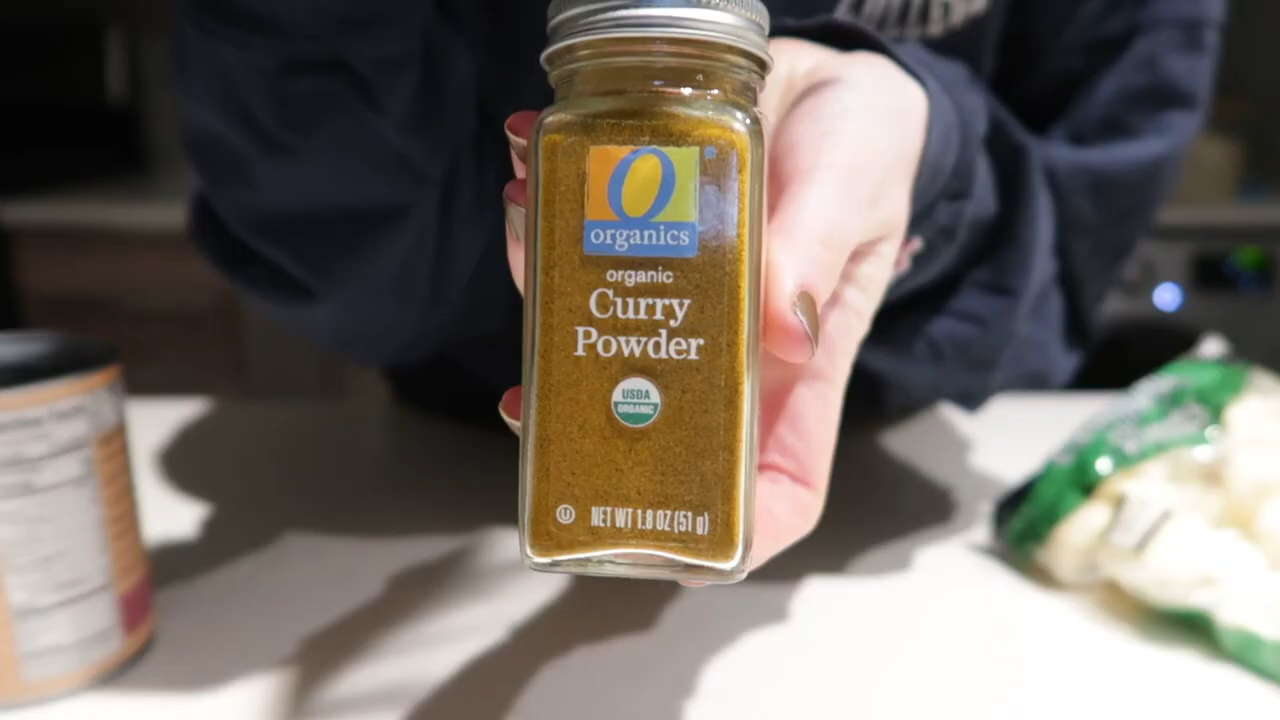 O
organics
organic
Curry
Powder
USDA
ORGANIC
U
NET WT 1.8 OZ (51 g)